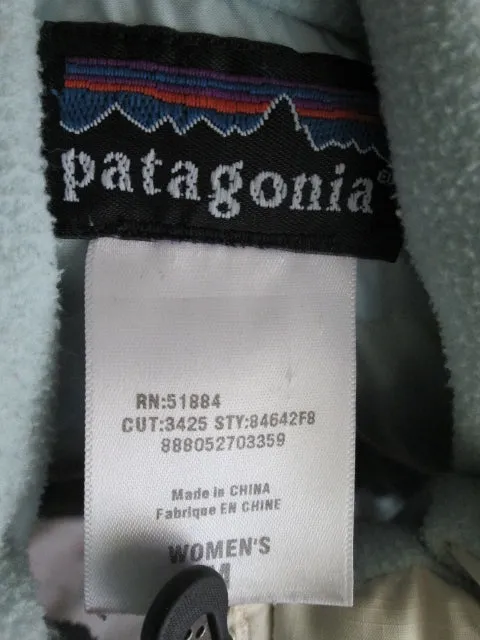 patagonia®
RN:51884
CUT:3425 STY:84642F8
888052703359
Made in CHINA
Fabrique EN CHINE
WOMEN'S